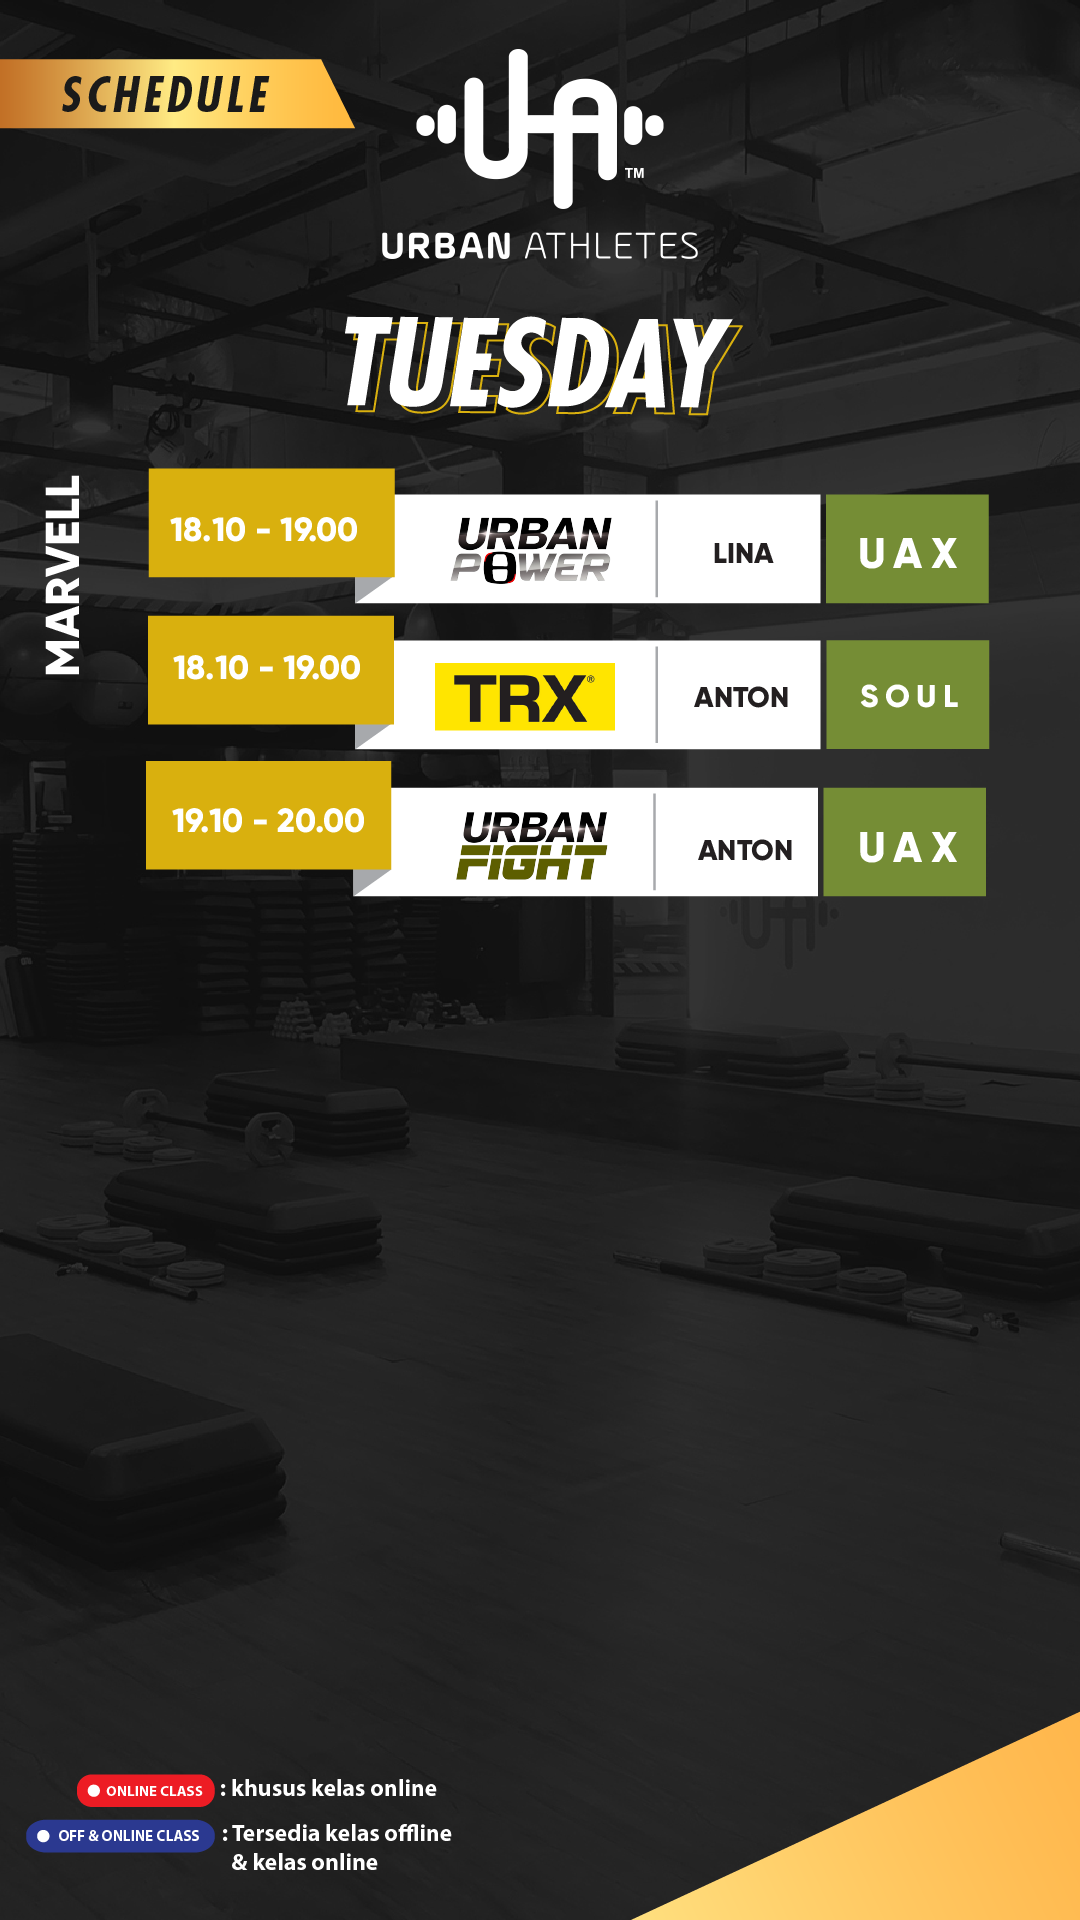 SCHEDULE
UA™
URBAN ATHLETES
TUESDAY
MARVELL
18.10 - 19.00
URBAN
POWER
LINA
UAX
18.10 - 19.00
TRX®
ANTON
SOUL
19.10 - 20.00
URBAN
FIGHT
ANTON
UAX
ONLINE CLASS : khusus kelas online
OFF & ONLINE CLASS : Tersedia kelas offline
& kelas online